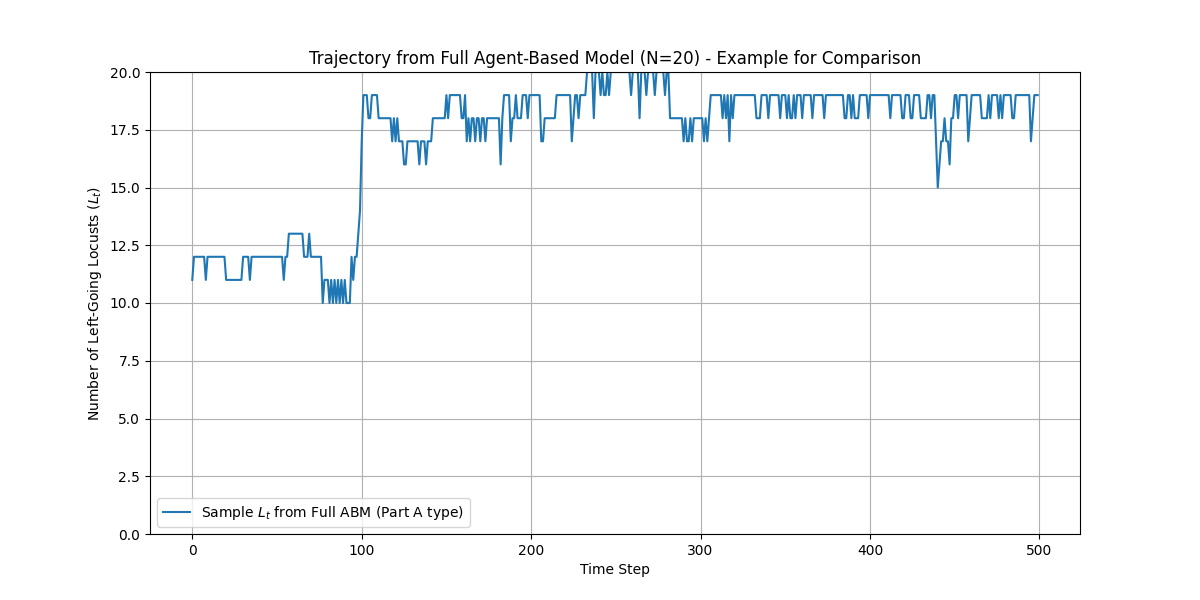 Trajectory from Full Agent-Based Model (N=20) - Example for Comparison
20.0
17.5
15.0
12.5
10.0
7.5
5.0
2.5
0.0
Number of Left-Going Locusts (L_t)
Sample L_t from Full ABM (Part A type)
0 100 200 300 400 500
Time Step